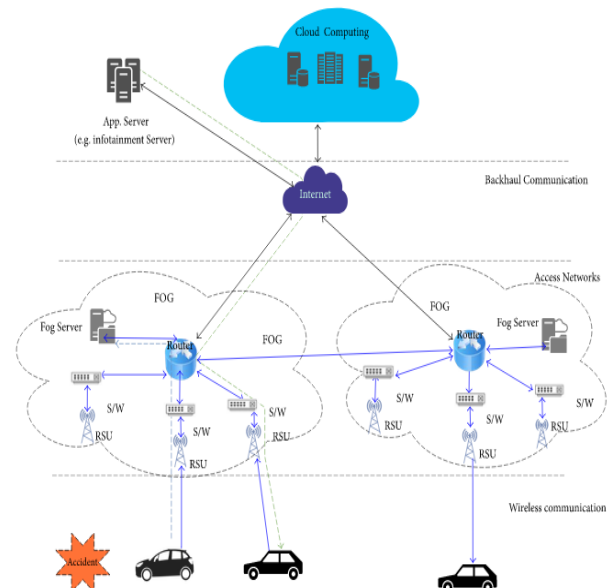 Cloud Computing
App. Server
(e.g. infotainment Server)
Backhaul Communication
Internet
Access Networks
FOG
FOG
Fog Server
Fog Server
FOG
Router
Router
S/W
S/W
S/W
RSU
RSU
RSU
S/W
S/W
S/W
RSU
RSU
RSU
Wireless communication
Accident